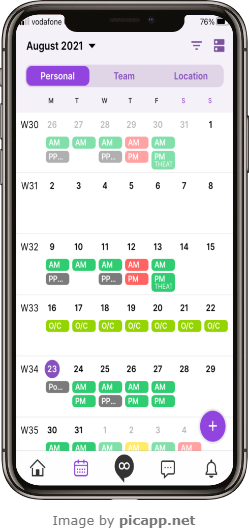 vodafone 76%
August 2021
Personal Team Location
M T W T F S S
W30 26 27 28 29 30 31 1
AM AM AM AM AM
PP... PP... PM PM
THEAT
W31 2 3 4 5 6 7 8
W32 9 10 11 12 13 14 15
AM AM AM AM AM
PP... PP... PM PM
THEAT
W33 16 17 18 19 20 21 22
O/C O/C O/C O/C O/C O/C O/C
W34 23 24 25 26 27 28 29
Po... AM AM AM AM
PM PP... PM PM
W35 30 31 1 2 3 4 5
AM AM AM AM AM AM
+
Image by picapp.net